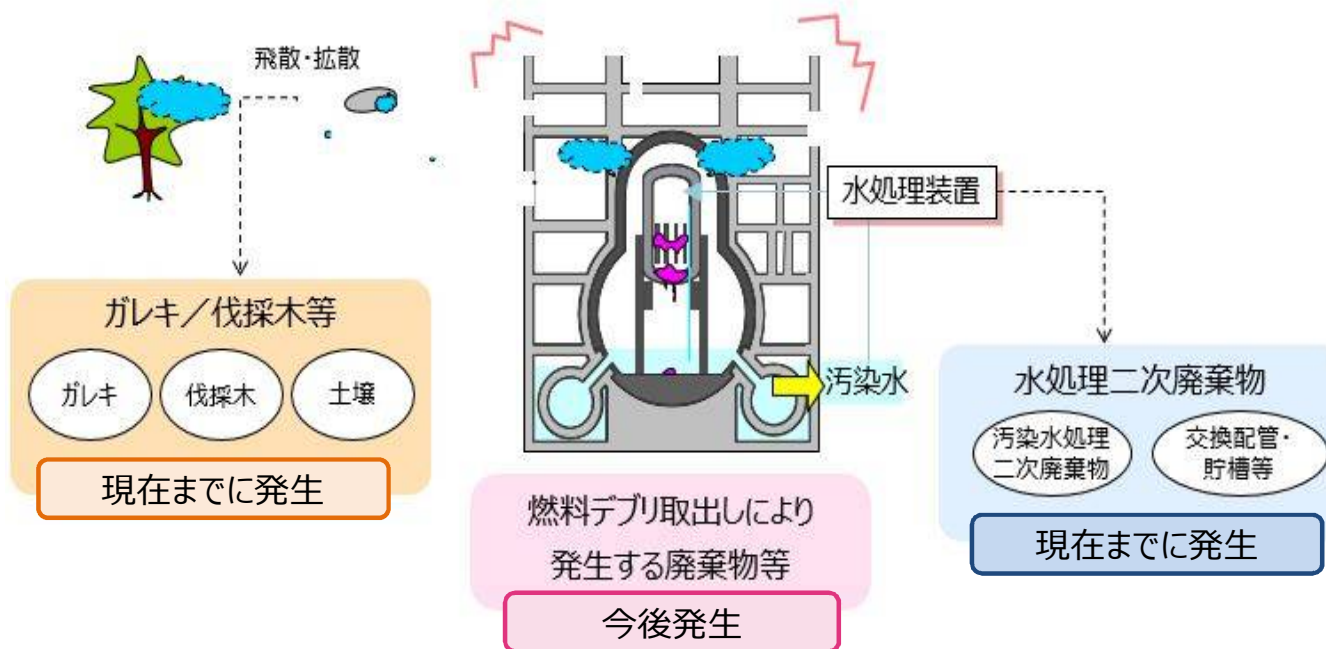 飛散・拡散
水処理装置
ガレキ／伐採木等
ガレキ
伐採木
土壌
現在までに発生
汚染水
燃料デブリ取出しにより
発生する廃棄物等
今後発生
水処理二次廃棄物
汚染水処理
二次廃棄物
交換配管・
貯槽等
現在までに発生